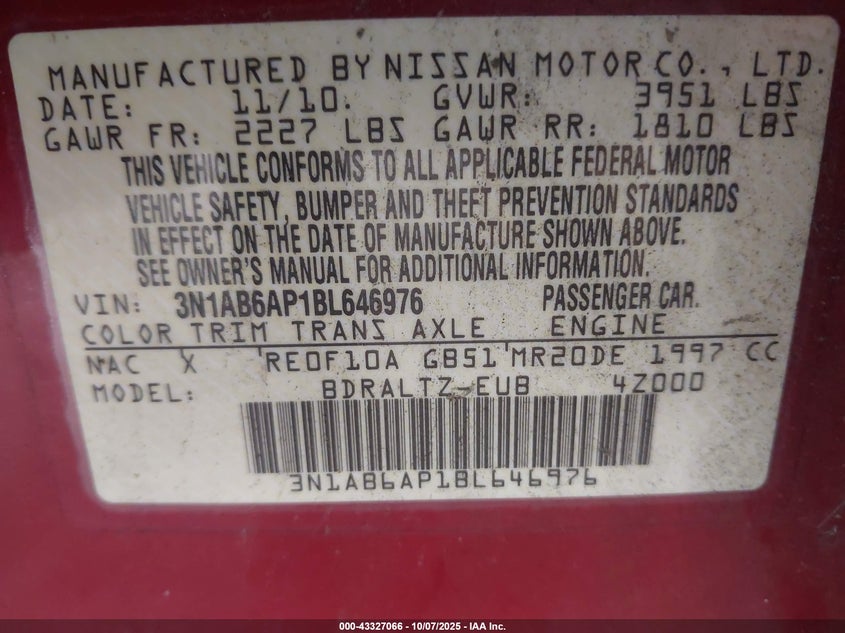 MANUFACTURED BY NISSAN MOTOR CO., LTD.
DATE: 11/10. GVWR: 3951 LBS
GAWR FR: 2227 LBS GAWR RR: 1810 LBS
THIS VEHICLE CONFORMS TO ALL APPLICABLE FEDERAL MOTOR
VEHICLE SAFETY, BUMPER AND THEFT PREVENTION STANDARDS
IN EFFECT ON THE DATE OF MANUFACTURE SHOWN ABOVE.
SEE OWNER'S MANUAL FOR ADDITIONAL INFORMATION.
VIN: 3N1AB6AP1BL646976 PASSENGER CAR.
COLOR TRIM TRANS AXLE ENGINE
NAC X RE0F10A GB51 MR20DE 1997 CC
MODEL: BDRALTZ-EUB 4Z000
3N1AB6AP1BL646976
000-43327066 - 10/07/2025 - IAA Inc.